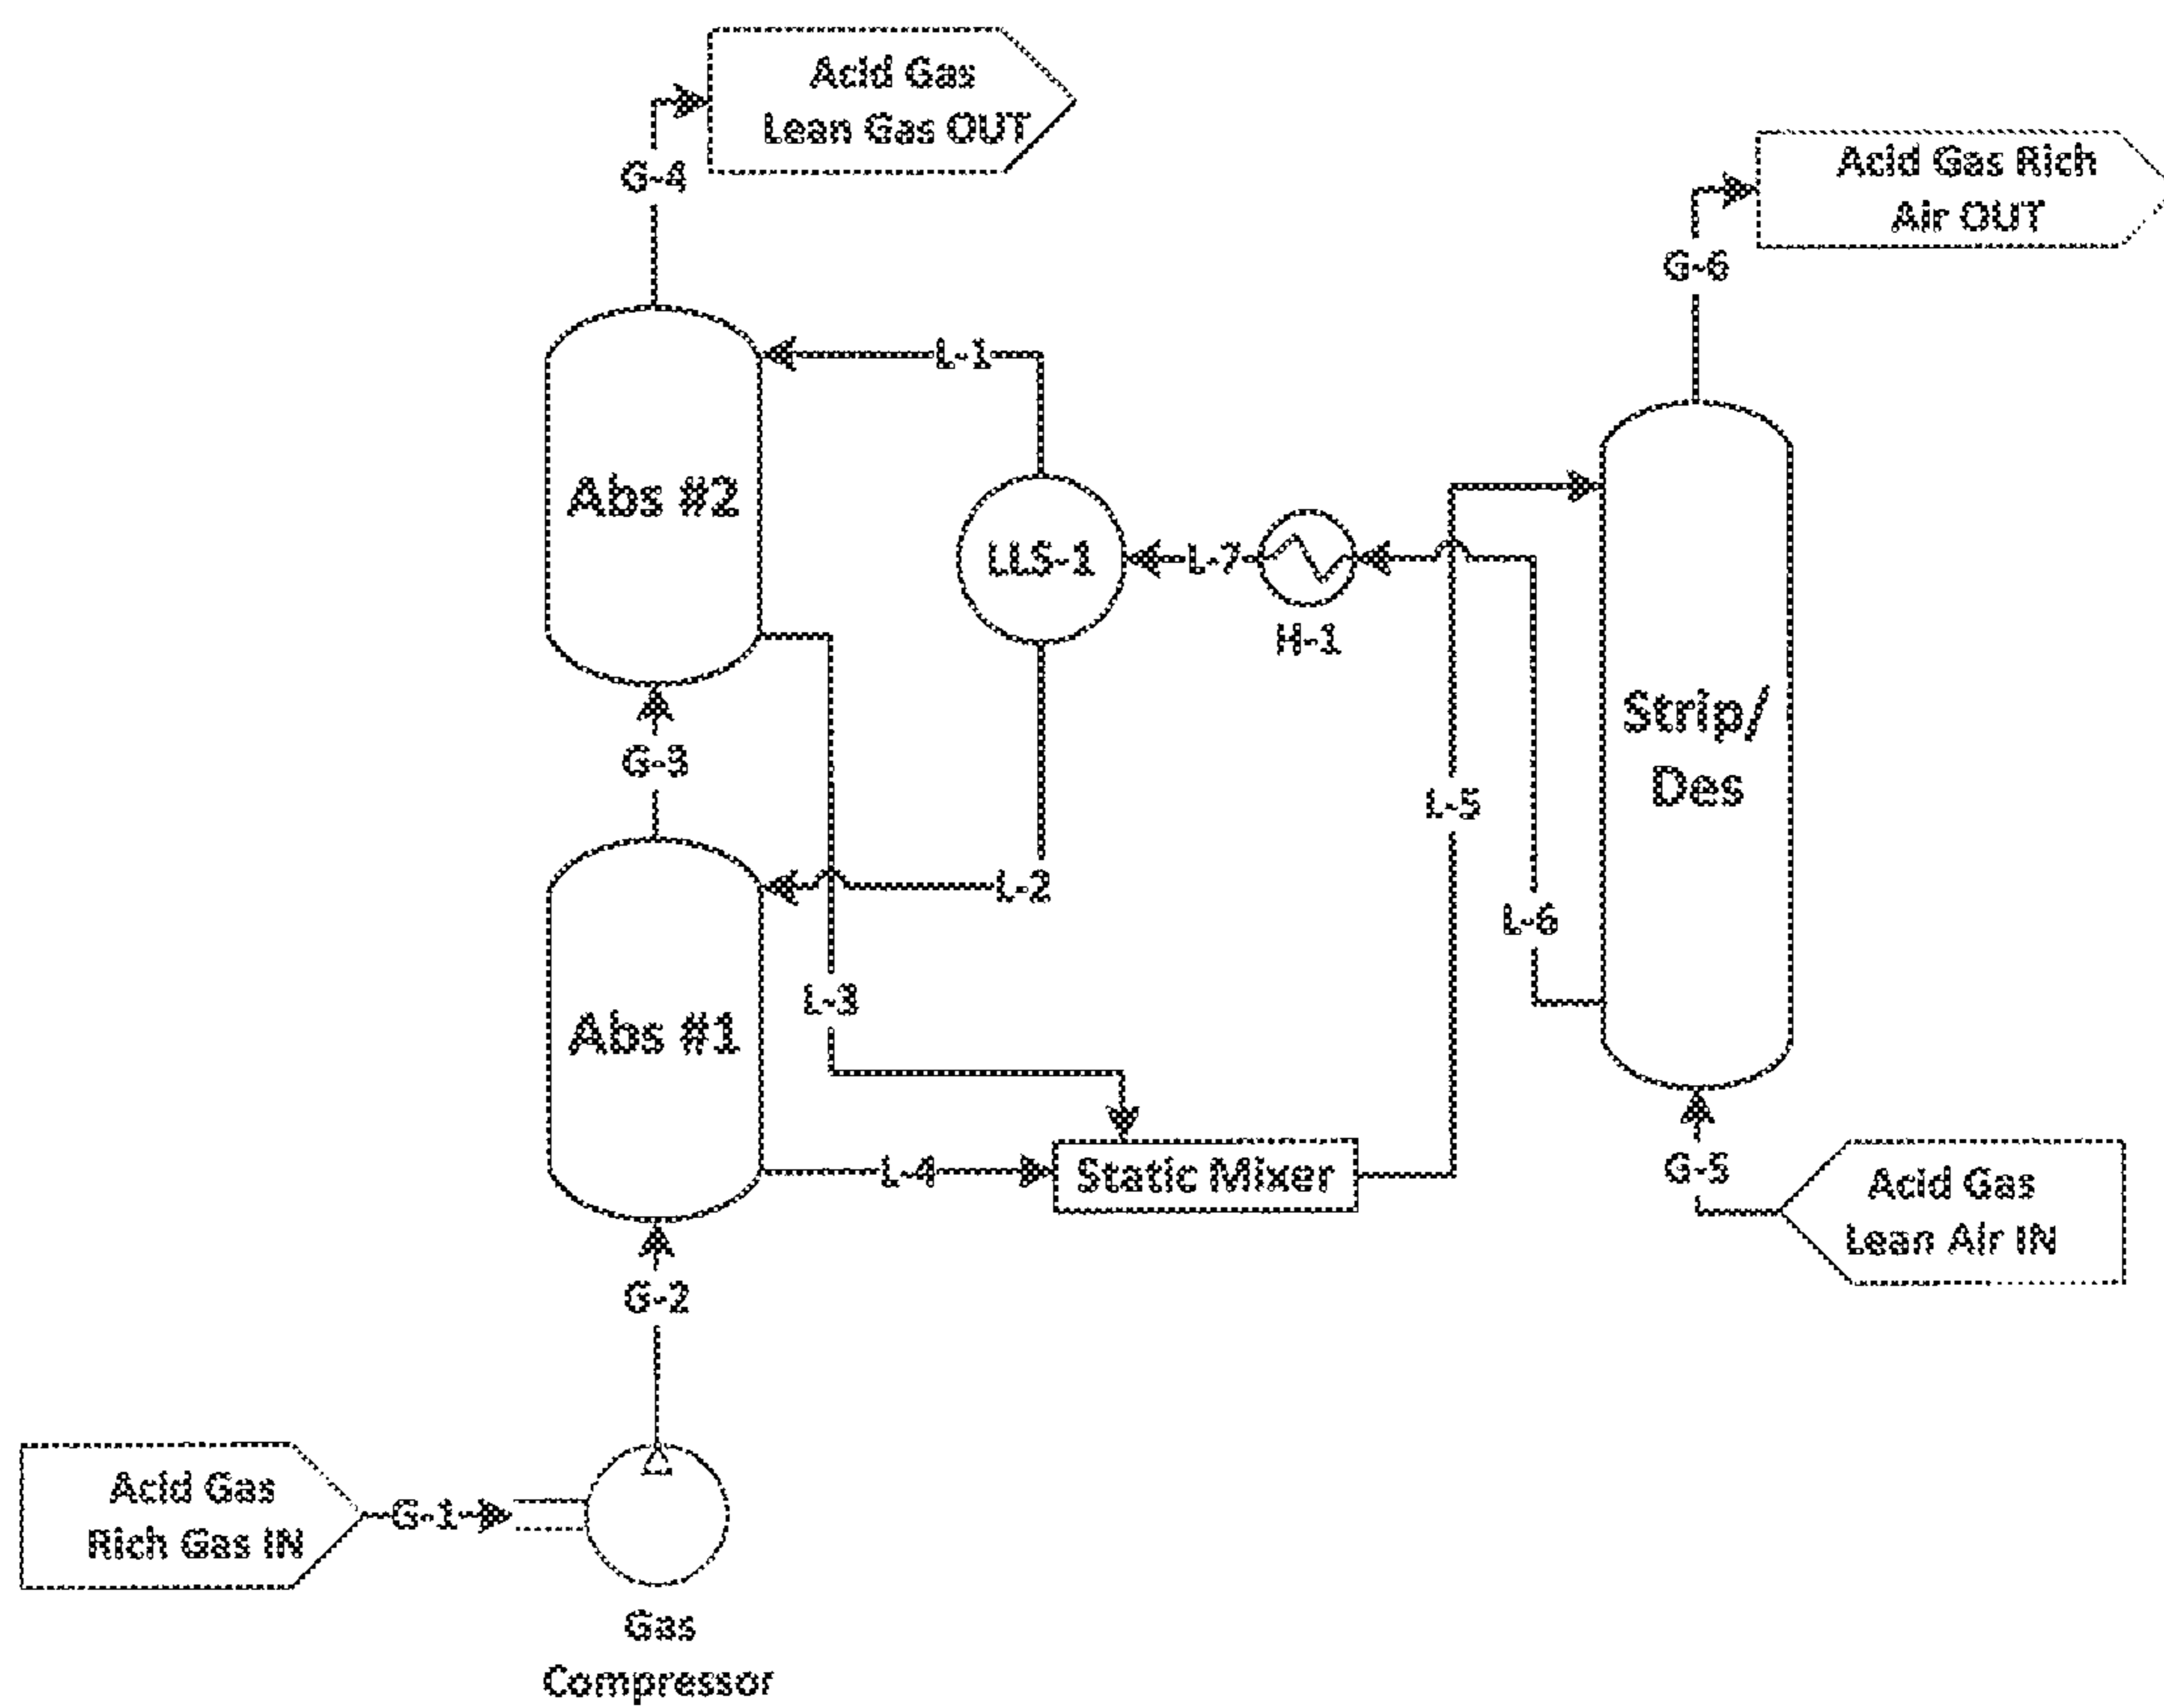 Acid Gas
Lean Gas OUT
Acid Gas Rich
Air OUT
G-4
G-6
L-1
Abs #2
LLS-1
L-7
H-1
Strip/
Des
G-3
L-5
L-2
L-6
L-3
Abs #1
L-4
Static Mixer
G-5
Acid Gas
Lean Air IN
G-2
Acid Gas
Rich Gas IN
G-1
Gas
Compressor